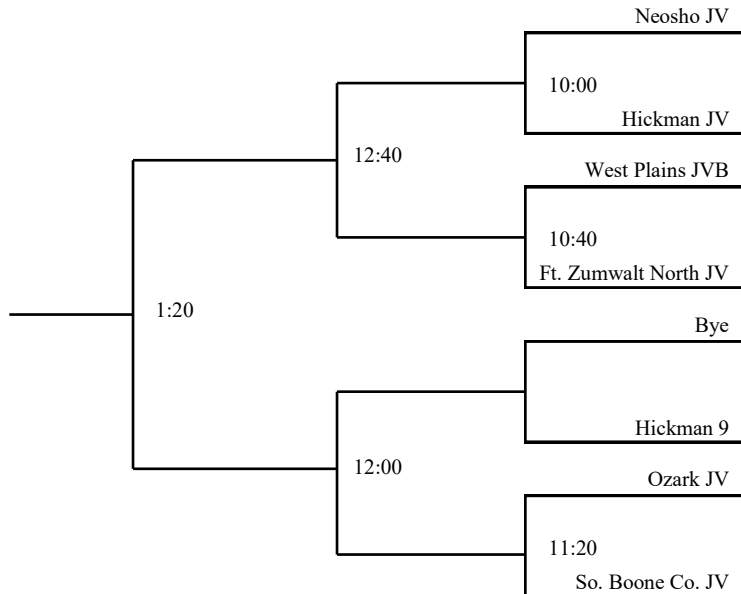 Neosho JV
10:00
Hickman JV
12:40
West Plains JVB
10:40
Ft. Zumwalt North JV
1:20
Bye
Hickman 9
12:00
Ozark JV
11:20
So. Boone Co. JV